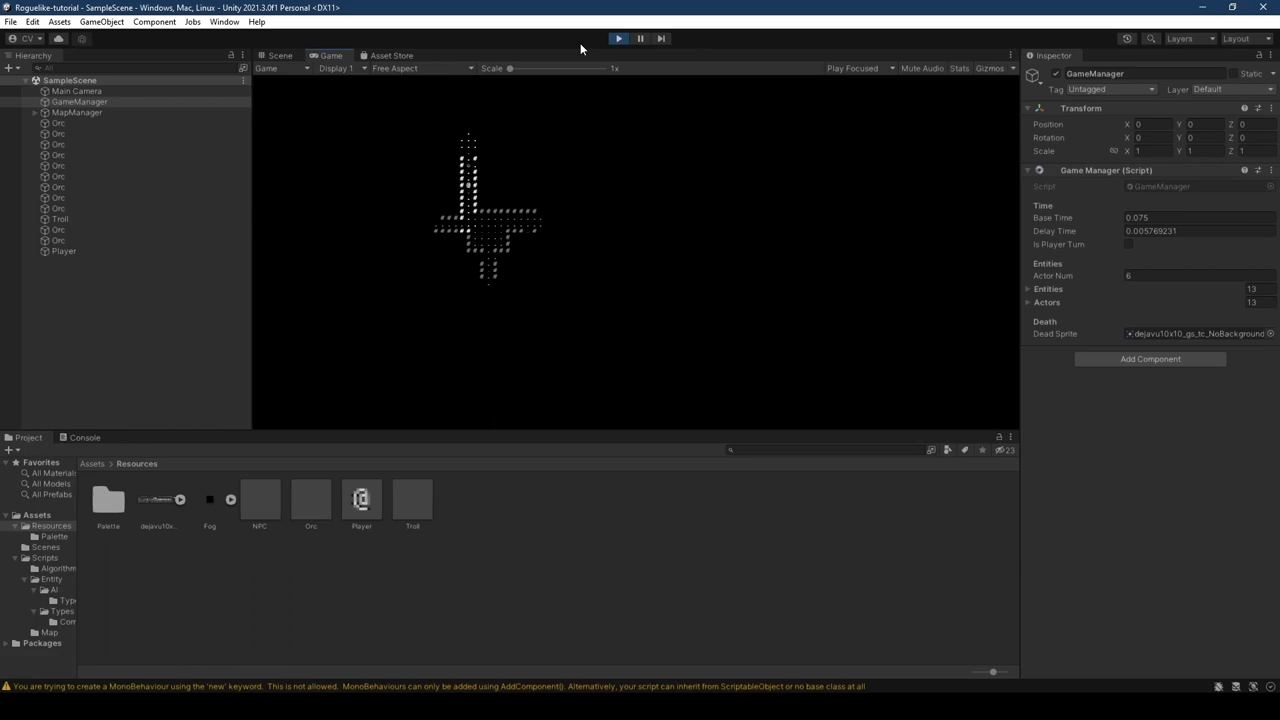 Roguelike-tutorial - SampleScene - Windows, Mac, Linux - Unity 2021.3.0f1 Personal <DX11>
File Edit Assets GameObject Component Jobs Window Help
CV Layers Layout
Hierarchy
All
SampleScene
Main Camera
GameManager
MapManager
Orc
Orc
Orc
Orc
Orc
Orc
Orc
Orc
Orc
Troll
Orc
Orc
Player
Scene Game Asset Store
Game Display 1 Free Aspect Scale 1x Play Focused Mute Audio Stats Gizmos
Inspector
GameManager Static
Tag Untagged Layer Default
Transform
Position X 0 Y 0 Z 0
Rotation X 0 Y 0 Z 0
Scale X 1 Y 1 Z 1
Game Manager (Script)
Script GameManager
Time
Base Time 0.075
Delay Time 0.005769231
Is Player Turn
Entities
Actor Num 6
Entities 13
Actors 13
Death
Dead Sprite dejavu10x10_gs_tc_NoBackground
Add Component
Project Console
23
Favorites
All Materials
All Models
All Prefabs
Assets
Resources
Palette
Scenes
Scripts
Algorithm
Entity
AI
Type
Types
Com
Map
Packages
Assets > Resources
Palette dejavu10x... Fog NPC Orc Player Troll
You are trying to create a MonoBehaviour using the 'new' keyword. This is not allowed. MonoBehaviours can only be added using AddComponent(). Alternatively, your script can inherit from ScriptableObject or no base class at all